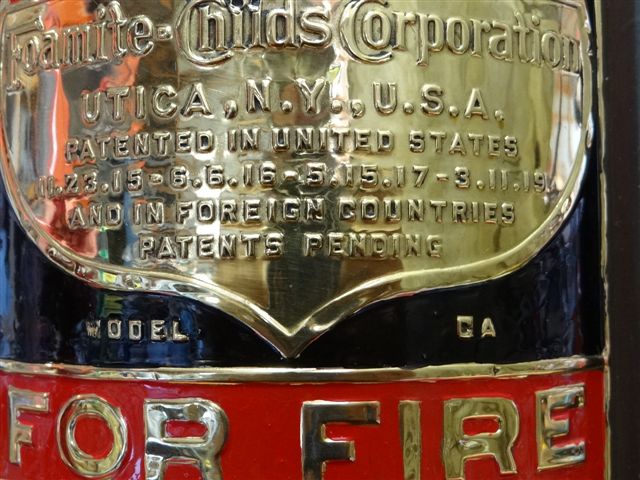 Foamite-Childs Corporation
UTICA, N.Y., U.S.A.
PATENTED IN UNITED STATES
11.23.15-6.6.16-5.15.17-3.11.19
AND IN FOREIGN COUNTRIES
PATENTS PENDING
MODEL GA
FOR FIRE